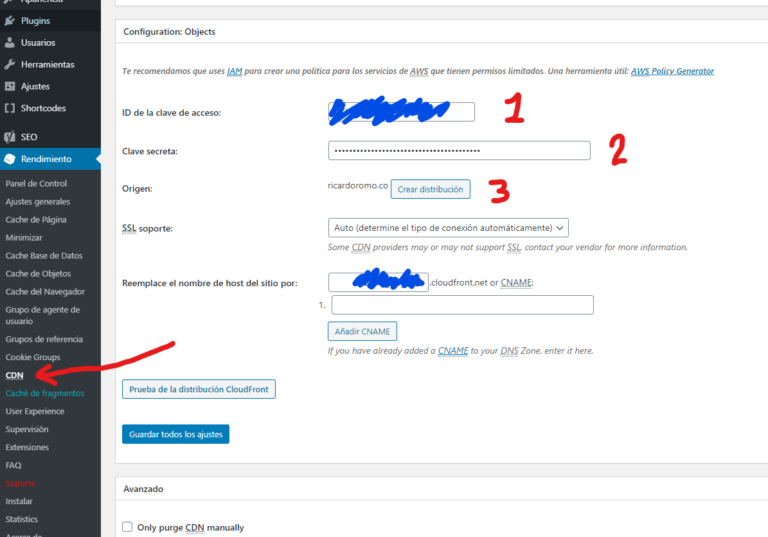 Apariencia
Plugins
Usuarios
Herramientas
Ajustes
Shortcodes
SEO
Rendimiento
Panel de Control
Ajustes generales
Cache de Página
Minimizar
Cache Base de Datos
Cache de Objetos
Cache del Navegador
Grupo de agente de
usuario
Grupos de referencia
Cookie Groups
CDN
Caché de fragmentos
User Experience
Supervisión
Extensiones
FAQ
Soporte
Instalar
Statistics
Acerca de
Configuration: Objects
Te recomendamos que uses IAM para crear una política para los servicios de AWS que tienen permisos limitados. Una herramienta útil: AWS Policy Generator
ID de la clave de acceso: 1
Clave secreta: •••••••••••••••••••••••••••••••••••••••• 2
Origen: ricardoromo.co Crear distribución 3
SSL soporte: Auto (determine el tipo de conexión automáticamente)
Some CDN providers may or may not support SSL, contact your vendor for more information.
Reemplace el nombre de host del sitio por: .cloudfront.net or CNAME:
1.
Añadir CNAME
If you have already added a CNAME to your DNS Zone, enter it here.
Prueba de la distribución CloudFront
Guardar todos los ajustes
Avanzado
Only purge CDN manually